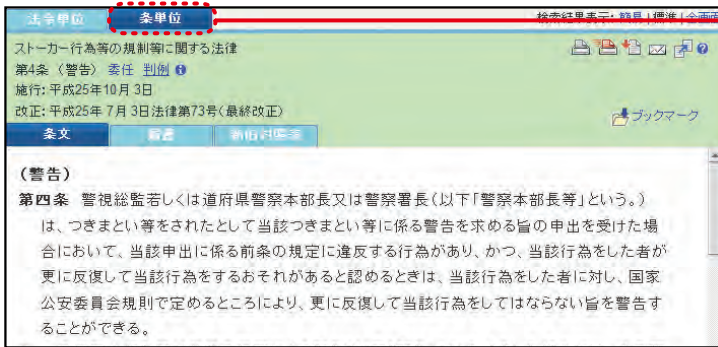 法令単位 条単位
検索結果表示: 簡易 | 標準 | 全画面
ストーカー行為等の規制等に関する法律
第4条 (警告) 委任 判例
施行: 平成25年10月 3日
改正: 平成25年 7月 3日法律第73号(最終改正)
ブックマーク
条文 履歴 新旧対照表
(警告)
第四条 警視総監若しくは道府県警察本部長又は警察署長(以下「警察本部長等」という。)
は、つきまとい等をされたとして当該つきまとい等に係る警告を求める旨の申出を受けた場
合において、当該申出に係る前条の規定に違反する行為があり、かつ、当該行為をした者が
更に反復して当該行為をするおそれがあると認めるときは、当該行為をした者に対し、国家
公安委員会規則で定めるところにより、更に反復して当該行為をしてはならない旨を警告す
ることができる。